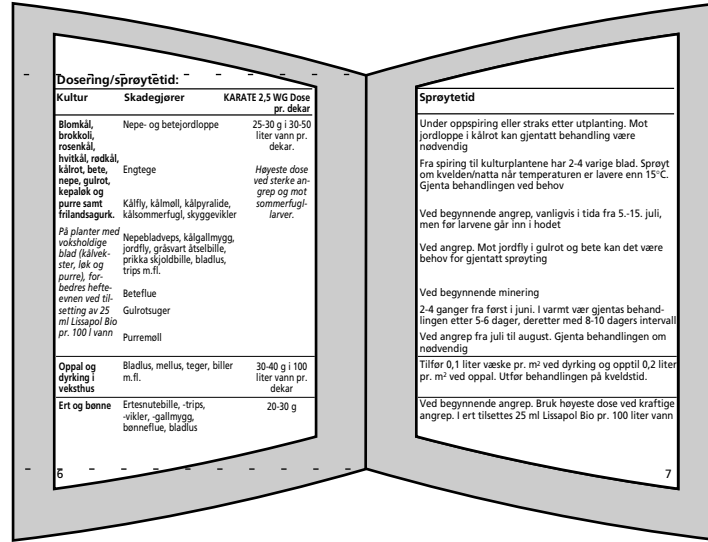 Dosering/sprøytetid:
Kultur Skadegjører KARATE 2,5 WG Dose
pr. dekar
Blomkål,
brokkoli,
rosenkål,
hvitkål, rødkål,
kålrot, bete,
nepe, gulrot,
kepaløk og
purre samt
frilandsagurk.
På planter med
voksholdige
blad (kålvek-
ster, løk og
purre), for-
bedres hefte-
evnen ved til-
setting av 25
ml Lissapol Bio
pr. 100 l vann
Nepe- og betejordloppe
Engtege
Kålfly, kålmøll, kålpyralide,
kålsommerfugl, skyggevikler
Nepebladveps, kålgallmygg,
jordfly, gråsvart åtselbille,
prikka skjoldbille, bladlus,
trips m.fl.
Beteflue
Gulrotsuger
Purremøll
25-30 g i 30-50
liter vann pr.
dekar.
Høyeste dose
ved sterke an-
grep og mot
sommerfugl-
larver.
Oppal og
dyrking i
veksthus
Bladlus, mellus, teger, biller
m.fl.
30-40 g i 100
liter vann pr.
dekar
Ert og bønne
Ertesnutebille, -trips,
-vikler, -gallmygg,
bønneflue, bladlus
20-30 g
6
Sprøytetid
Under oppspiring eller straks etter utplanting. Mot
jordloppe i kålrot kan gjentatt behandling være
nødvendig
Fra spiring til kulturplantene har 2-4 varige blad. Sprøyt
om kvelden/natta når temperaturen er lavere enn 15°C.
Gjenta behandlingen ved behov
Ved begynnende angrep, vanligvis i tida fra 5.-15. juli,
men før larvene går inn i hodet
Ved angrep. Mot jordfly i gulrot og bete kan det være
behov for gjentatt sprøyting
Ved begynnende minering
2-4 ganger fra først i juni. I varmt vær gjentas behand-
lingen etter 5-6 dager, deretter med 8-10 dagers intervall
Ved angrep fra juli til august. Gjenta behandlingen om
nødvendig
Tilfør 0,1 liter væske pr. m² ved dyrking og opptil 0,2 liter
pr. m² ved oppal. Utfør behandlingen på kveldstid.
Ved begynnende angrep. Bruk høyeste dose ved kraftige
angrep. I ert tilsettes 25 ml Lissapol Bio pr. 100 liter vann
7